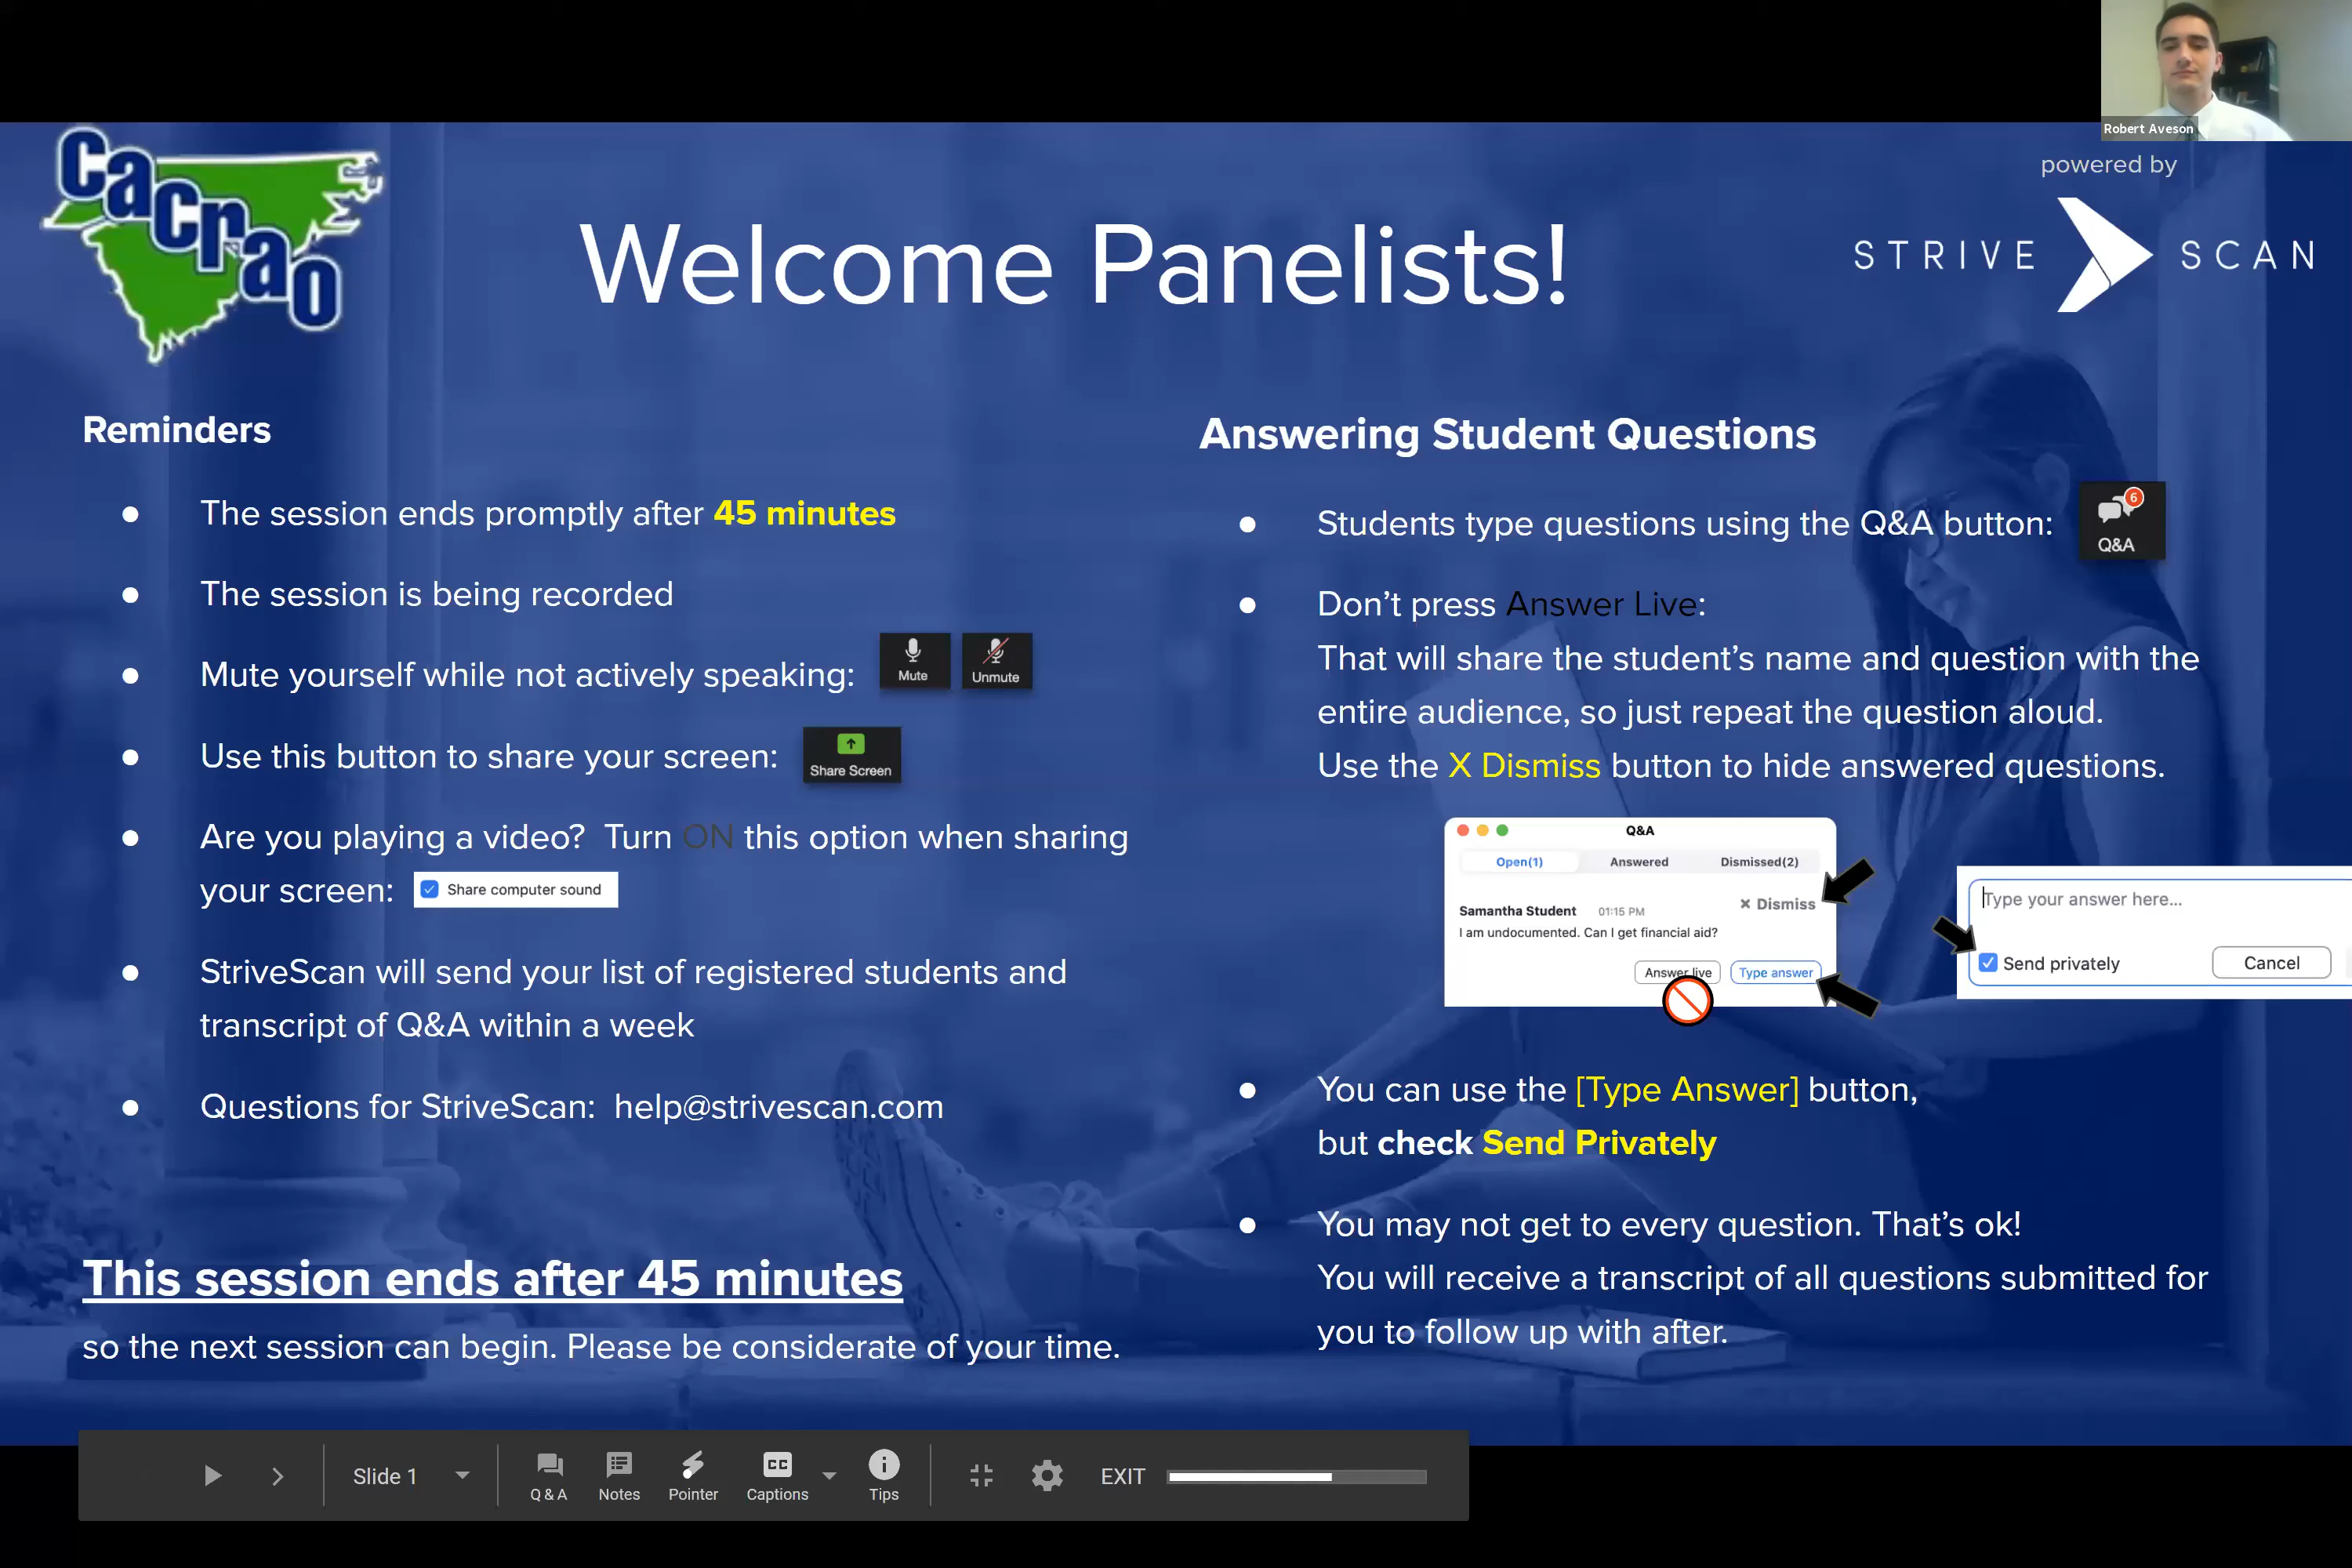 Robert Aveson
powered by
Cacrao
Welcome Panelists!
STRIVE SCAN
Reminders
● The session ends promptly after 45 minutes
● The session is being recorded
● Mute yourself while not actively speaking:
Mute Unmute
● Use this button to share your screen:
Share Screen
● Are you playing a video? Turn ON this option when sharing
your screen: Share computer sound
● StriveScan will send your list of registered students and
transcript of Q&A within a week
● Questions for StriveScan: help@strivescan.com
This session ends after 45 minutes
so the next session can begin. Please be considerate of your time.
Answering Student Questions
● Students type questions using the Q&A button:
6
Q&A
● Don’t press Answer Live:
That will share the student’s name and question with the
entire audience, so just repeat the question aloud.
Use the X Dismiss button to hide answered questions.
Q&A
Open(1) Answered Dismissed(2)
× Dismiss
Samantha Student 01:15 PM
I am undocumented. Can I get financial aid?
Answer live Type answer
Type your answer here...
Send privately Cancel
● You can use the [Type Answer] button,
but check Send Privately
● You may not get to every question. That’s ok!
You will receive a transcript of all questions submitted for
you to follow up with after.
Slide 1 Q & A Notes Pointer CC Captions Tips EXIT